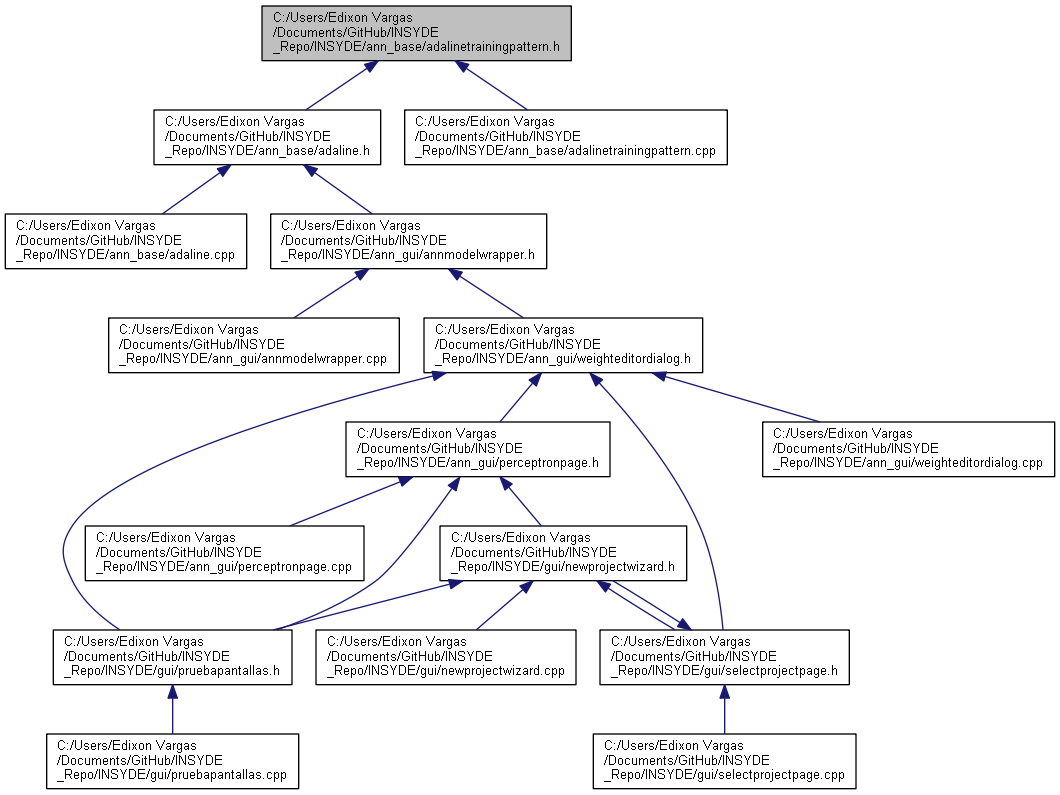 C:/Users/Edixon Vargas
/Documents/GitHub/INSYDE
_Repo/INSYDE/ann_base/adalinetrainingpattern.h
C:/Users/Edixon Vargas
/Documents/GitHub/INSYDE
_Repo/INSYDE/ann_base/adaline.h
C:/Users/Edixon Vargas
/Documents/GitHub/INSYDE
_Repo/INSYDE/ann_base/adalinetrainingpattern.cpp
C:/Users/Edixon Vargas
/Documents/GitHub/INSYDE
_Repo/INSYDE/ann_base/adaline.cpp
C:/Users/Edixon Vargas
/Documents/GitHub/INSYDE
_Repo/INSYDE/ann_gui/annmodelwrapper.h
C:/Users/Edixon Vargas
/Documents/GitHub/INSYDE
_Repo/INSYDE/ann_gui/annmodelwrapper.cpp
C:/Users/Edixon Vargas
/Documents/GitHub/INSYDE
_Repo/INSYDE/ann_gui/weighteditordialog.h
C:/Users/Edixon Vargas
/Documents/GitHub/INSYDE
_Repo/INSYDE/ann_gui/perceptronpage.h
C:/Users/Edixon Vargas
/Documents/GitHub/INSYDE
_Repo/INSYDE/ann_gui/weighteditordialog.cpp
C:/Users/Edixon Vargas
/Documents/GitHub/INSYDE
_Repo/INSYDE/ann_gui/perceptronpage.cpp
C:/Users/Edixon Vargas
/Documents/GitHub/INSYDE
_Repo/INSYDE/gui/newprojectwizard.h
C:/Users/Edixon Vargas
/Documents/GitHub/INSYDE
_Repo/INSYDE/gui/pruebapantallas.h
C:/Users/Edixon Vargas
/Documents/GitHub/INSYDE
_Repo/INSYDE/gui/newprojectwizard.cpp
C:/Users/Edixon Vargas
/Documents/GitHub/INSYDE
_Repo/INSYDE/gui/selectprojectpage.h
C:/Users/Edixon Vargas
/Documents/GitHub/INSYDE
_Repo/INSYDE/gui/pruebapantallas.cpp
C:/Users/Edixon Vargas
/Documents/GitHub/INSYDE
_Repo/INSYDE/gui/selectprojectpage.cpp